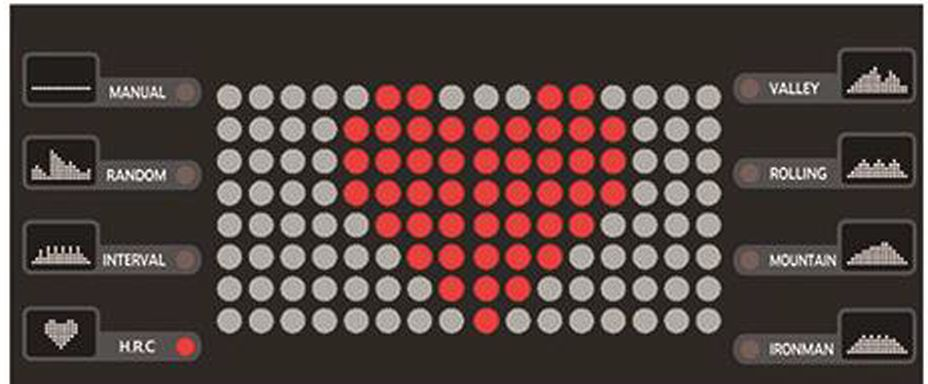 MANUAL
RANDOM
INTERVAL
H.R.C
VALLEY
ROLLING
MOUNTAIN
IRONMAN